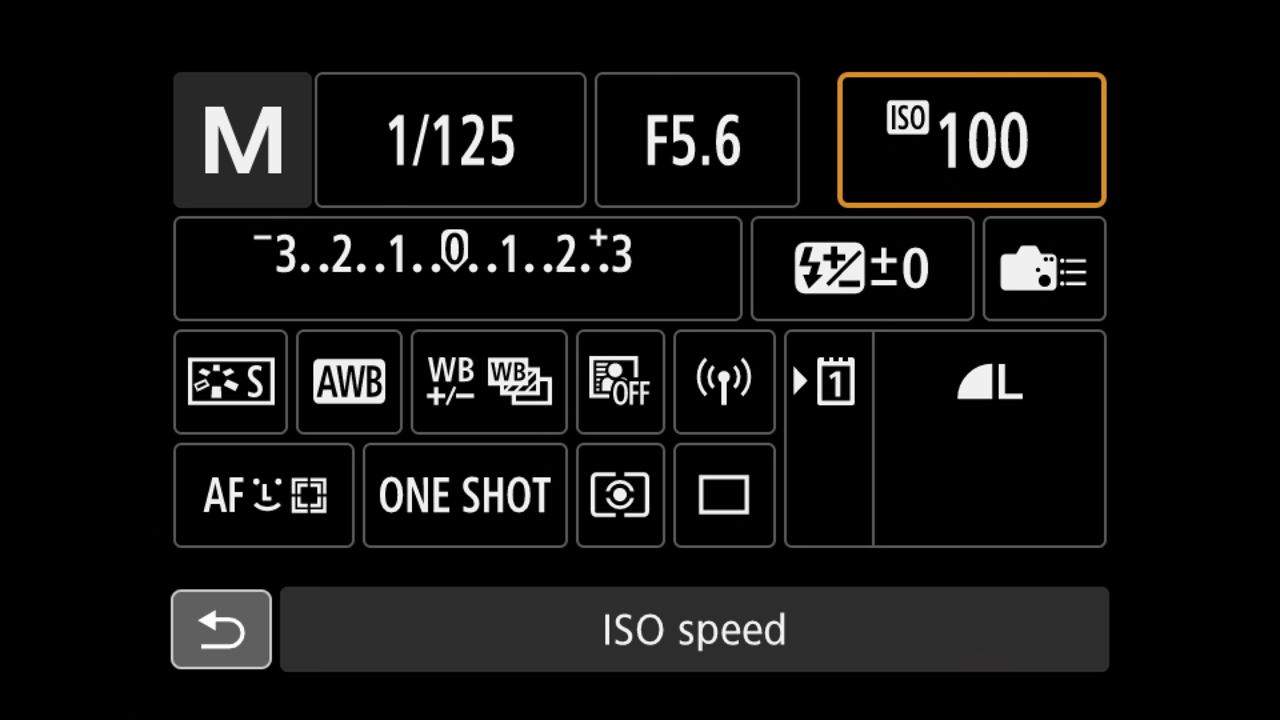 M 1/125 F5.6 ISO 100
-3..2..1..0..1..2.+.3 ±0
S AWB WB +/- WB OFF 1 L
AF ONE SHOT
ISO speed